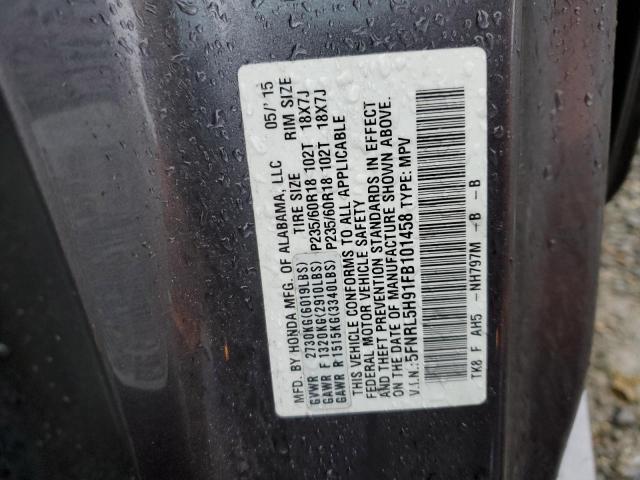 MFD. BY HONDA MFG. OF ALABAMA, LLC 05/'15
TIRE SIZE RIM SIZE
GVWR 2730KG(6019LBS)
GAWR F 1320KG(2910LBS) P235/60R18 102T 18X7J
GAWR R 1515KG(3340LBS) P235/60R18 102T 18X7J
THIS VEHICLE CONFORMS TO ALL APPLICABLE
FEDERAL MOTOR VEHICLE SAFETY
AND THEFT PREVENTION STANDARDS IN EFFECT
ON THE DATE OF MANUFACTURE SHOWN ABOVE.
V.I.N.:5FNRL5H91FB101458 TYPE: MPV
TK8 F AH5 -NH797M -B -B